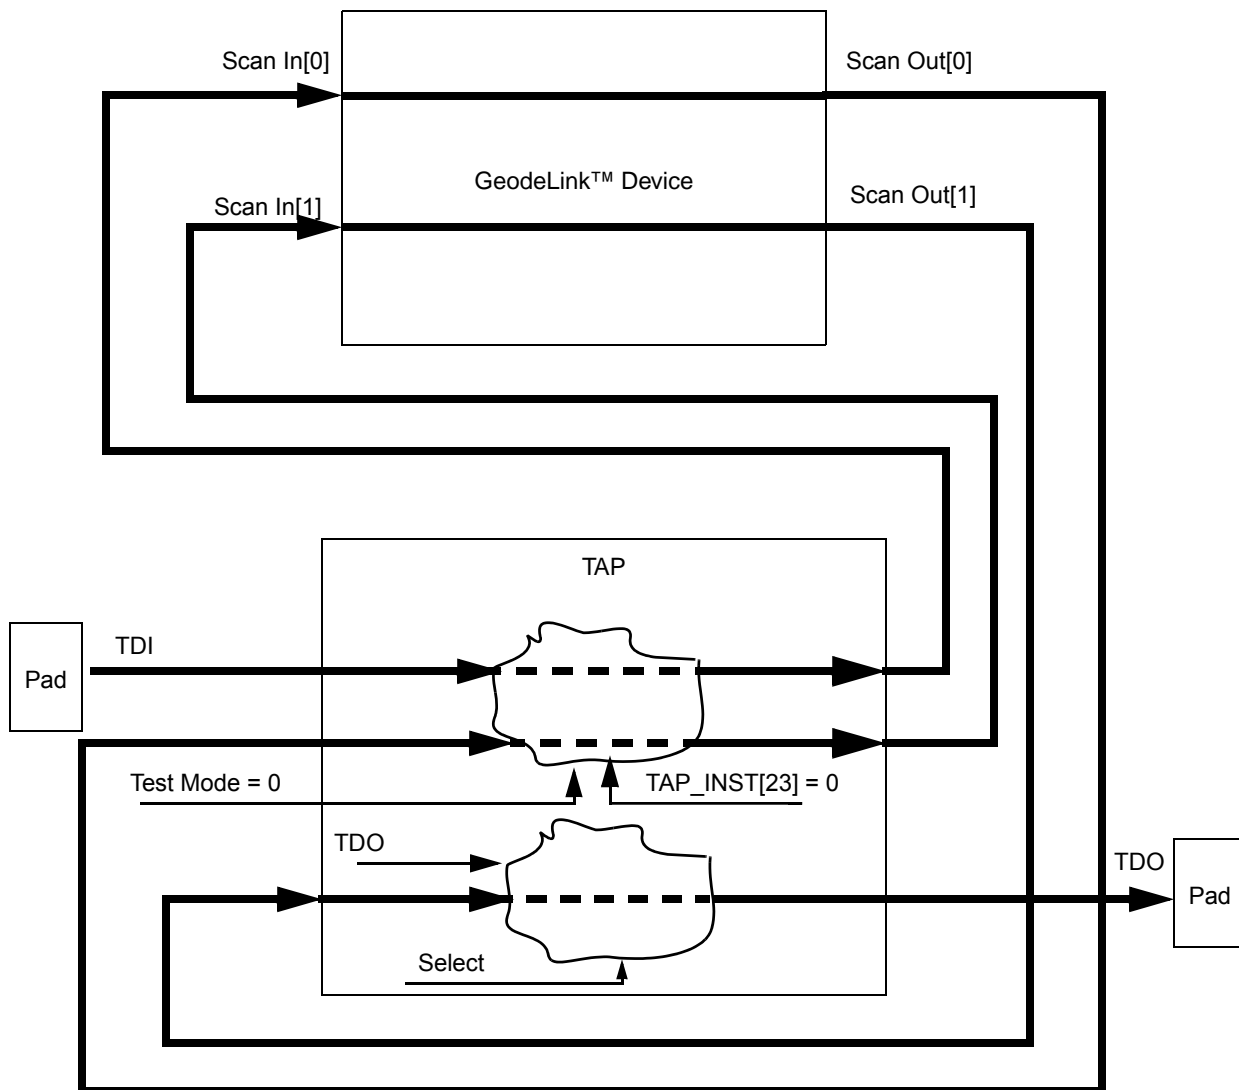 Scan In[0]
Scan Out[0]
GeodeLink™ Device
Scan In[1]
Scan Out[1]
TAP
TDI
Pad
Test Mode = 0
TAP_INST[23] = 0
TDO
TDO
Pad
Select